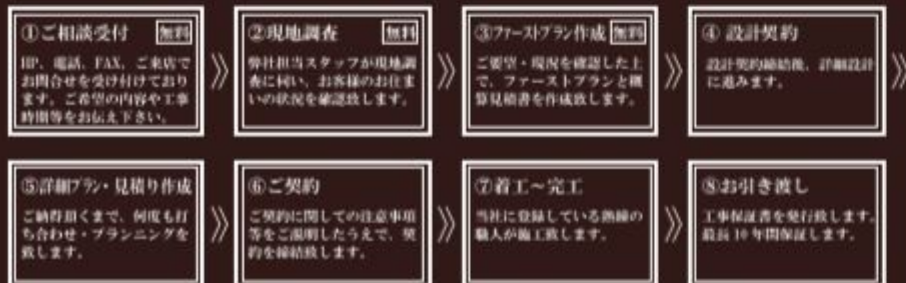 ①ご相談受付 無料
HP、電話、FAX、ご来店で
お問合せを受け付けており
ます。ご希望の内容や工事
時期等をお伝え下さい。
②現地調査 無料
弊社担当スタッフが現地調
査に伺い、お客様のお住ま
いの状況を確認致します。
③ファーストプラン作成 無料
ご要望・現況を確認した上
で、ファーストプランと概
算見積書を作成致します。
④ 設計契約
設計契約締結後、詳細設計
に進みます。
⑤詳細プラン・見積り作成
ご納得頂くまで、何度も打
ち合わせ・プランニングを
致します。
⑥ご契約
ご契約に関しての注意事項
等をご説明したうえで、契
約を締結致します。
⑦着工~完工
当社に登録している熟練の
職人が施工致します。
⑧お引き渡し
工事保証書を発行致します。
最長10年間保証します。